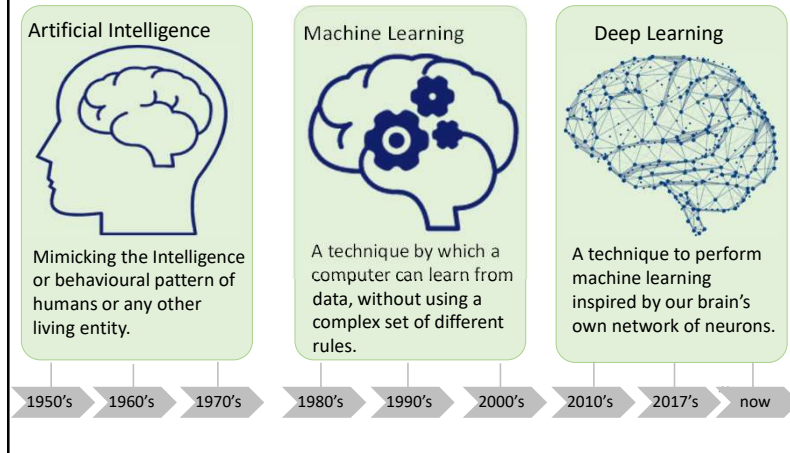 Artificial Intelligence
Mimicking the Intelligence
or behavioural pattern of
humans or any other
living entity.
Machine Learning
A technique by which a
computer can learn from
data, without using a
complex set of different
rules.
Deep Learning
A technique to perform
machine learning
inspired by our brain's
own network of neurons.
1950's 1960's 1970's 1980's 1990's 2000's 2010's 2017's now